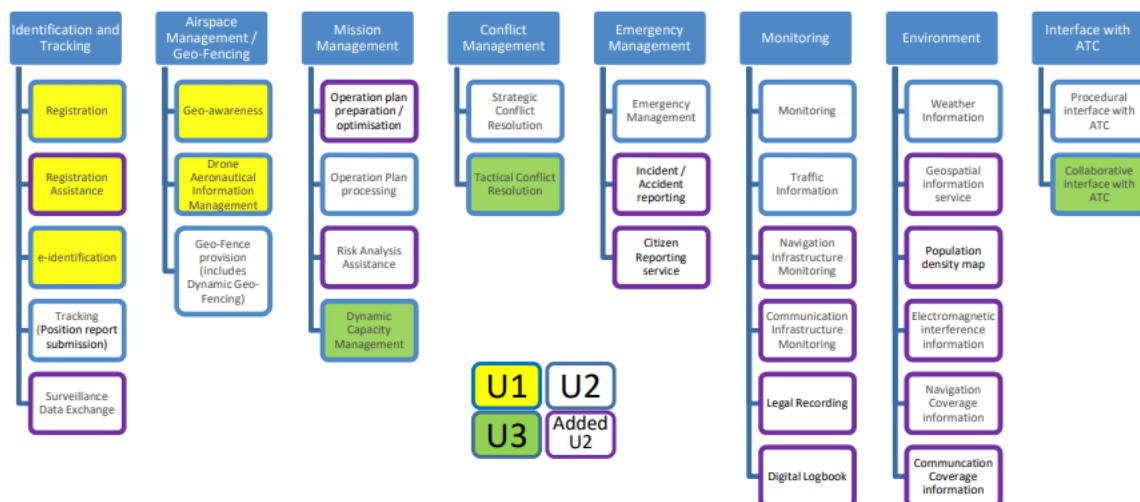 Identification and
Tracking
Registration
Registration
Assistance
e-identification
Tracking
(Position report
submission)
Surveillance
Data Exchange
Airspace
Management /
Geo-Fencing
Geo-awareness
Drone
Aeronautical
Information
Management
Geo-Fence
provision
(includes
Dynamic Geo-
Fencing)
Mission
Management
Operation plan
preparation /
optimisation
Operation Plan
processing
Risk Analysis
Assistance
Dynamic
Capacity
Management
Conflict
Management
Strategic
Conflict
Resolution
Tactical Conflict
Resolution
Emergency
Management
Emergency
Management
Incident /
Accident
reporting
Citizen
Reporting
service
Monitoring
Monitoring
Traffic
Information
Navigation
Infrastructure
Monitoring
Communication
Infrastructure
Monitoring
Legal Recording
Digital Logbook
Environment
Weather
Information
Geospatial
information
service
Population
density map
Electromagnetic
interference
information
Navigation
Coverage
information
Communcation
Coverage
information
Interface with
ATC
Procedural
interface with
ATC
Collaborative
interface with
ATC
U1
U2
U3
Added
U2